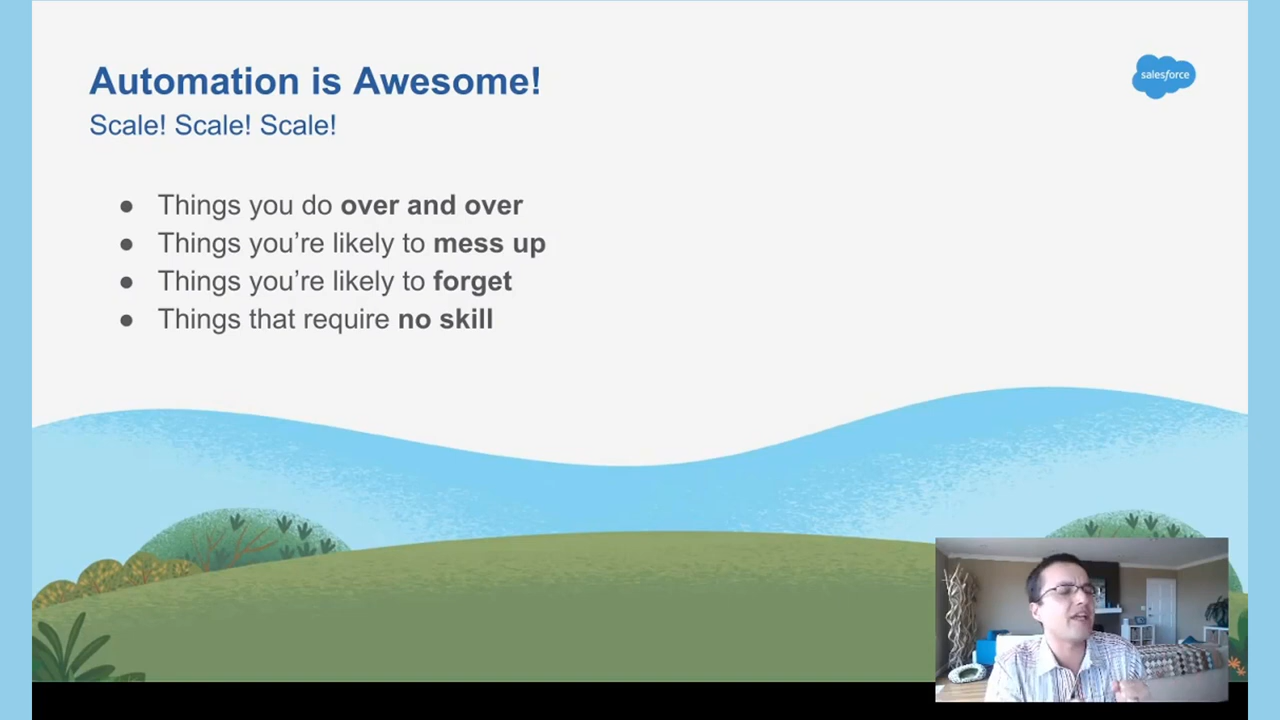 Automation is Awesome!
salesforce
Scale! Scale! Scale!
● Things you do over and over
● Things you’re likely to mess up
● Things you’re likely to forget
● Things that require no skill